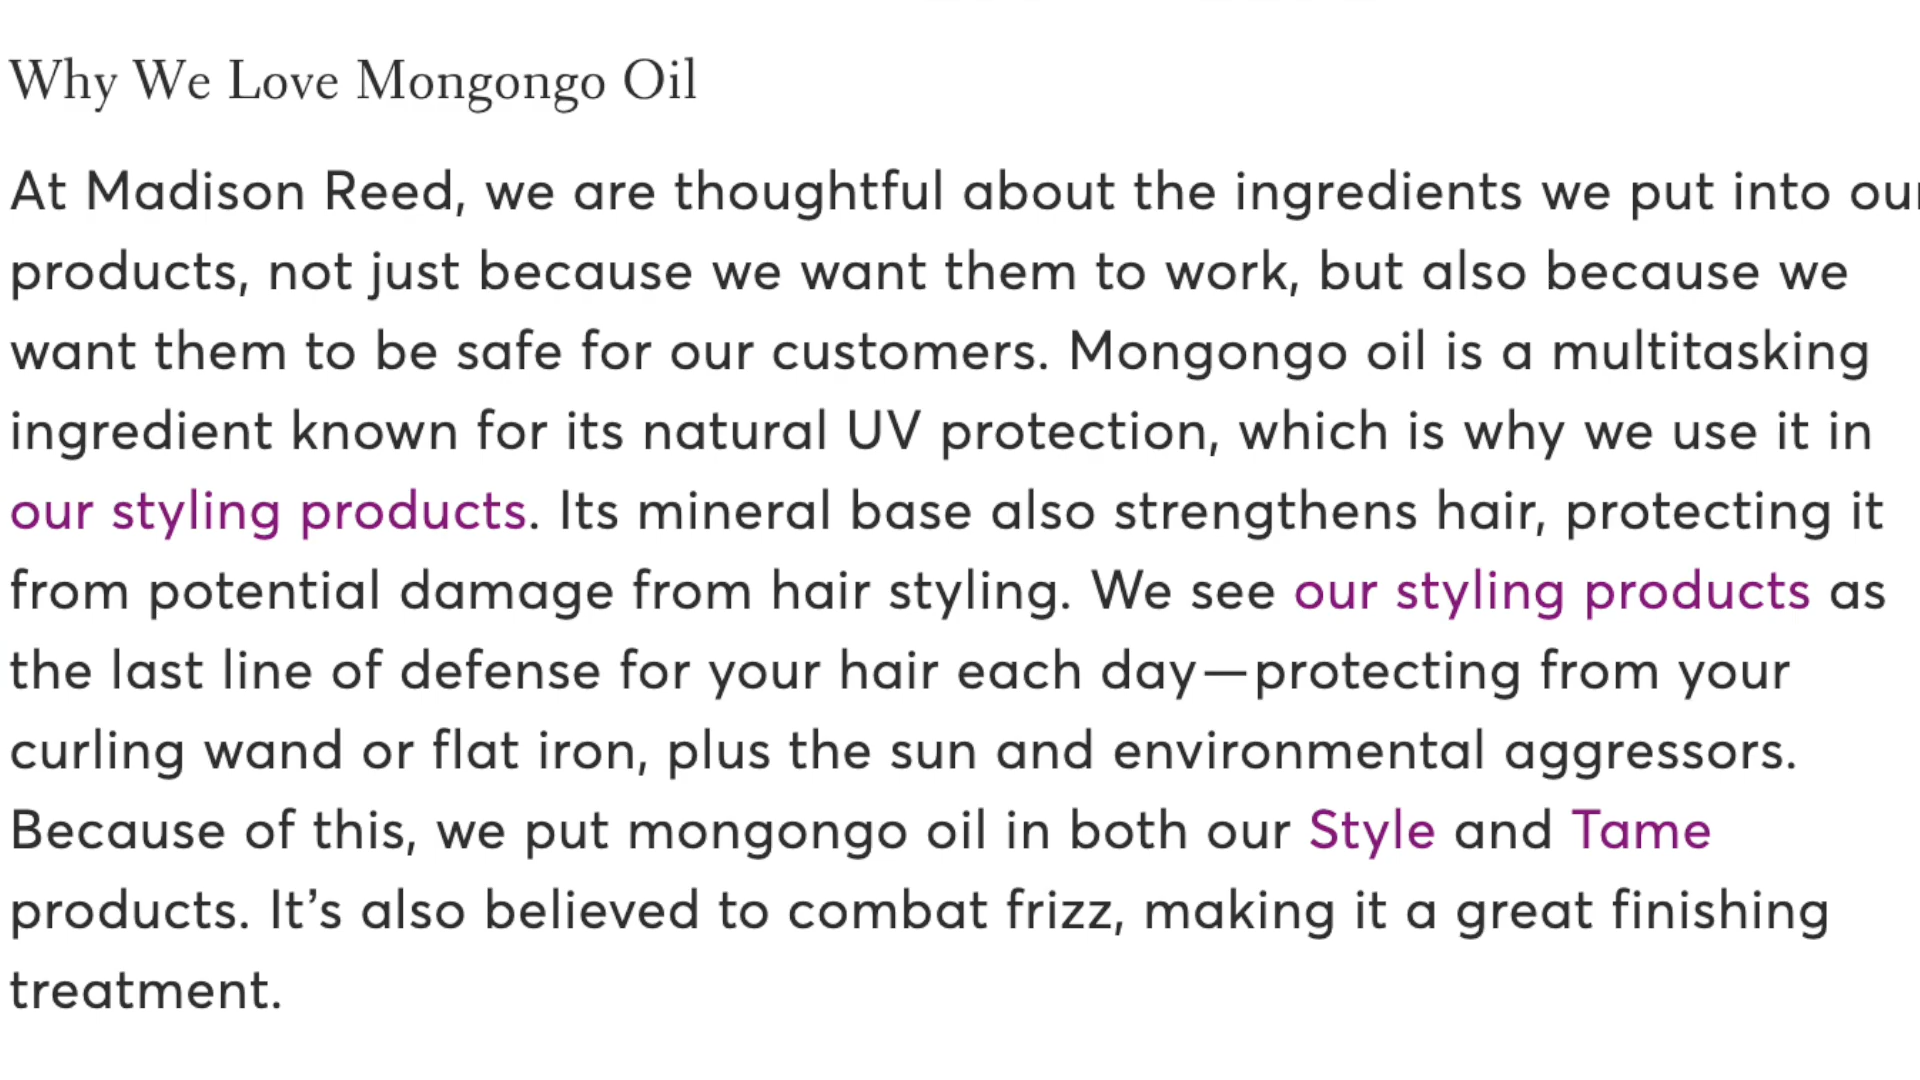 Why We Love Mongongo Oil
At Madison Reed, we are thoughtful about the ingredients we put into our
products, not just because we want them to work, but also because we
want them to be safe for our customers. Mongongo oil is a multitasking
ingredient known for its natural UV protection, which is why we use it in
our styling products. Its mineral base also strengthens hair, protecting it
from potential damage from hair styling. We see our styling products as
the last line of defense for your hair each day—protecting from your
curling wand or flat iron, plus the sun and environmental aggressors.
Because of this, we put mongongo oil in both our Style and Tame
products. It’s also believed to combat frizz, making it a great finishing
treatment.